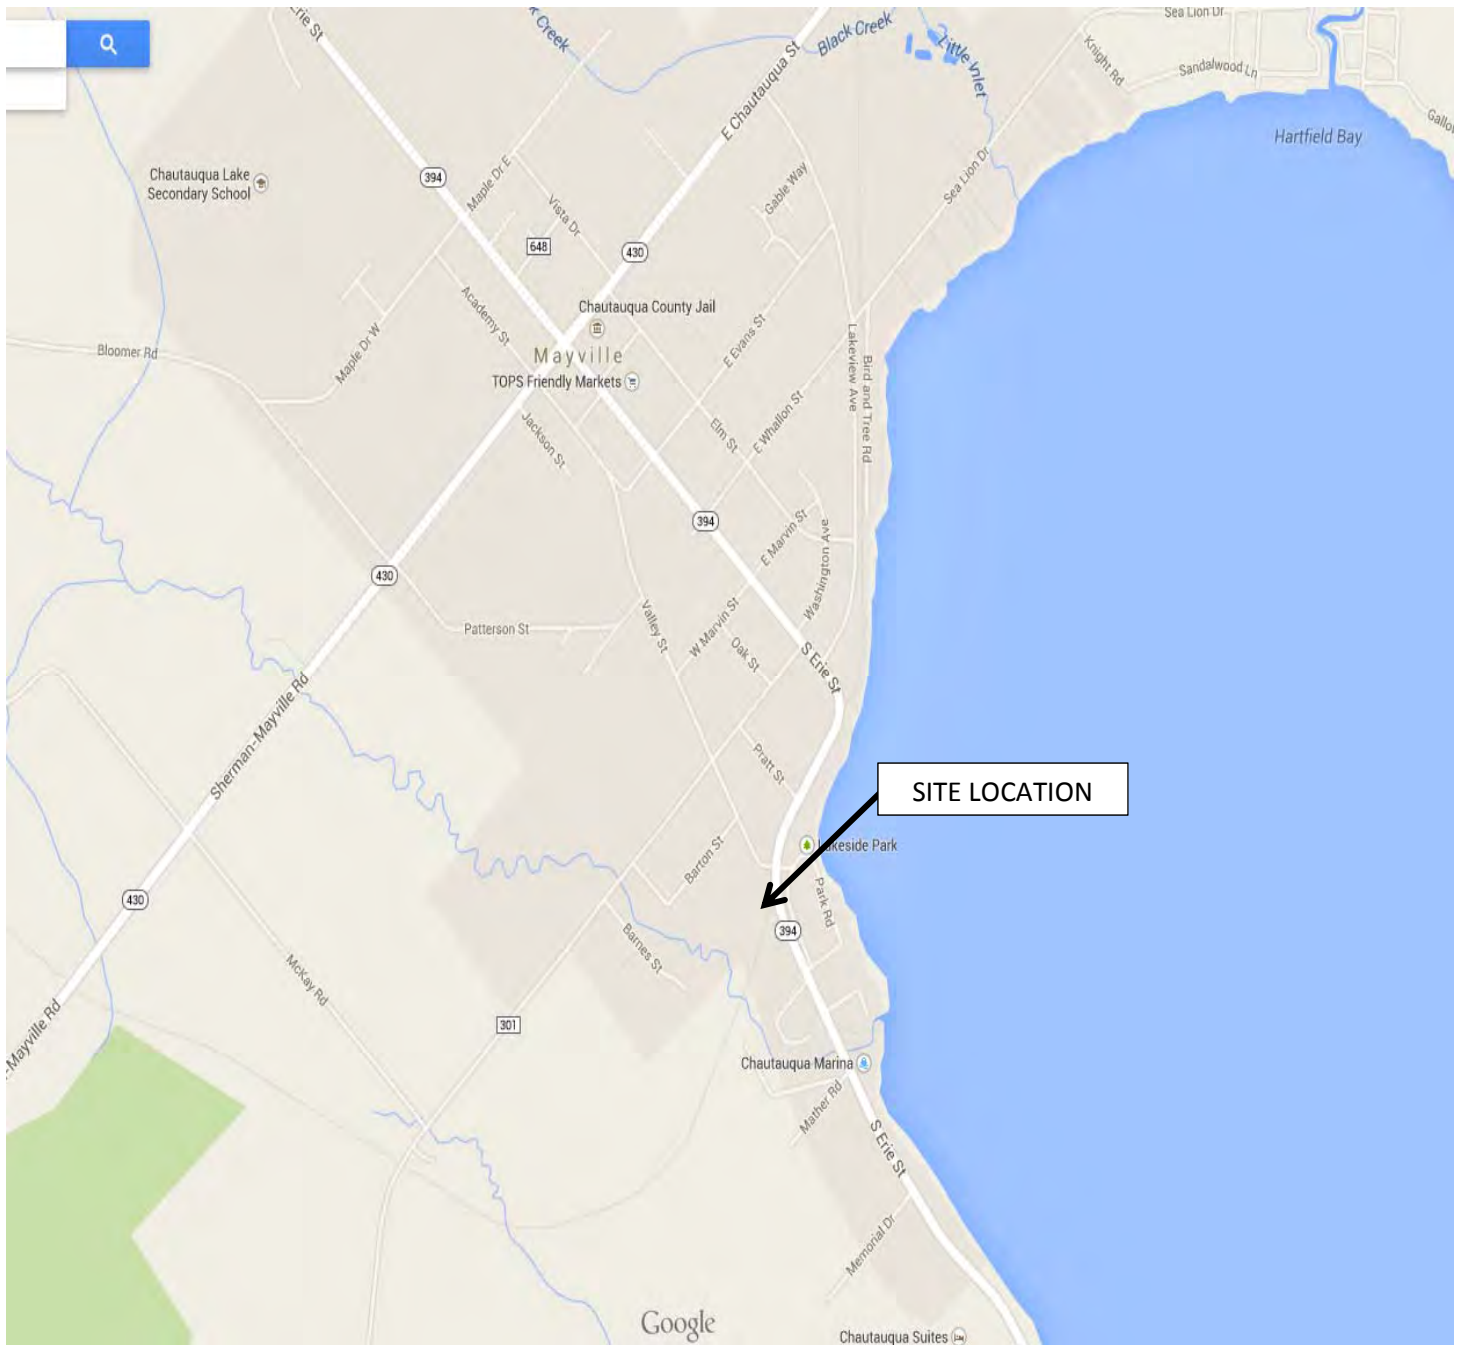 Erie St
k Creek
Black Creek
Little Inlet
Sea Lion Dr
Knight Rd
Sandalwood Ln
Gallo
Hartfield Bay
E Chautauqua St
Chautauqua Lake
Secondary School
394
Maple Dr E
Vista Dr
Gable Way
Sea Lion Dr
648
430
Academy St
Chautauqua County Jail
Mayville
TOPS Friendly Markets
Bloomer Rd
Maple Dr W
E Evans St
Lakeview Ave
Bird and Tree Rd
Jackson St
Elm St
E Whallon St
394
E Marvin St
Washington Ave
430
Patterson St
Valley St
W Marvin St
Oak St
S Erie St
Sherman-Mayville Rd
Pratt St
SITE LOCATION
Lakeside Park
Barton St
Park Rd
430
394
Barnes St
McKay Rd
301
-Mayville Rd
Chautauqua Marina
Mather Rd
S Erie St
Memorial Dr
Google
Chautauqua Suites